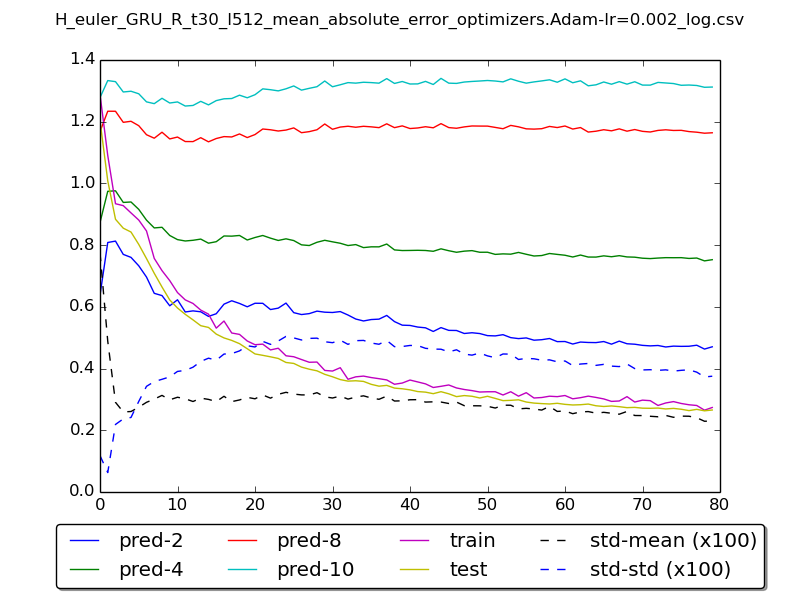 H_euler_GRU_R_t30_l512_mean_absolute_error_optimizers.Adam-lr=0.002_log.csv
1.4
1.2
1.0
0.8
0.6
0.4
0.2
0.0
0 10 20 30 40 50 60 70 80
pred-2 pred-8 train std-mean (x100)
pred-4 pred-10 test std-std (x100)